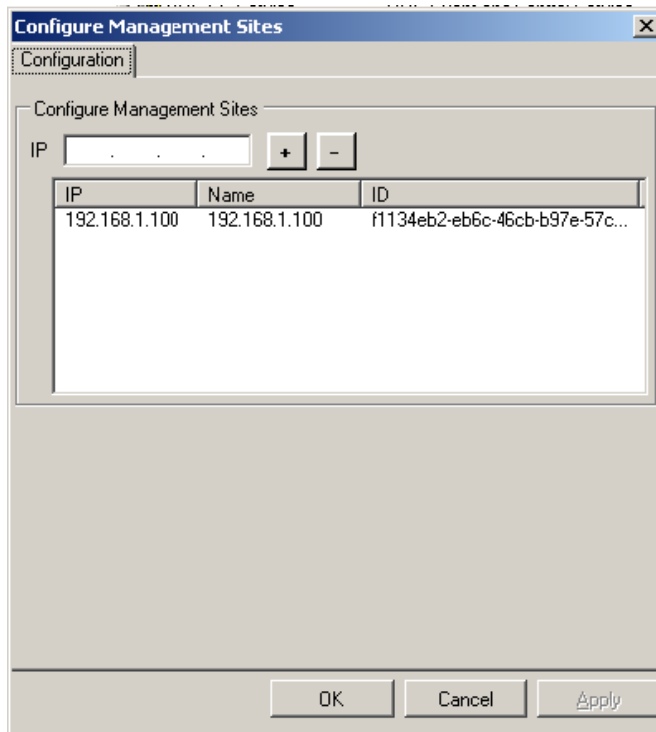 Configure Management Sites
Configuration
Configure Management Sites
IP . . . + -
IP Name ID
192.168.1.100 192.168.1.100 f1134eb2-eb6c-46cb-b97e-57c...
OK Cancel Apply